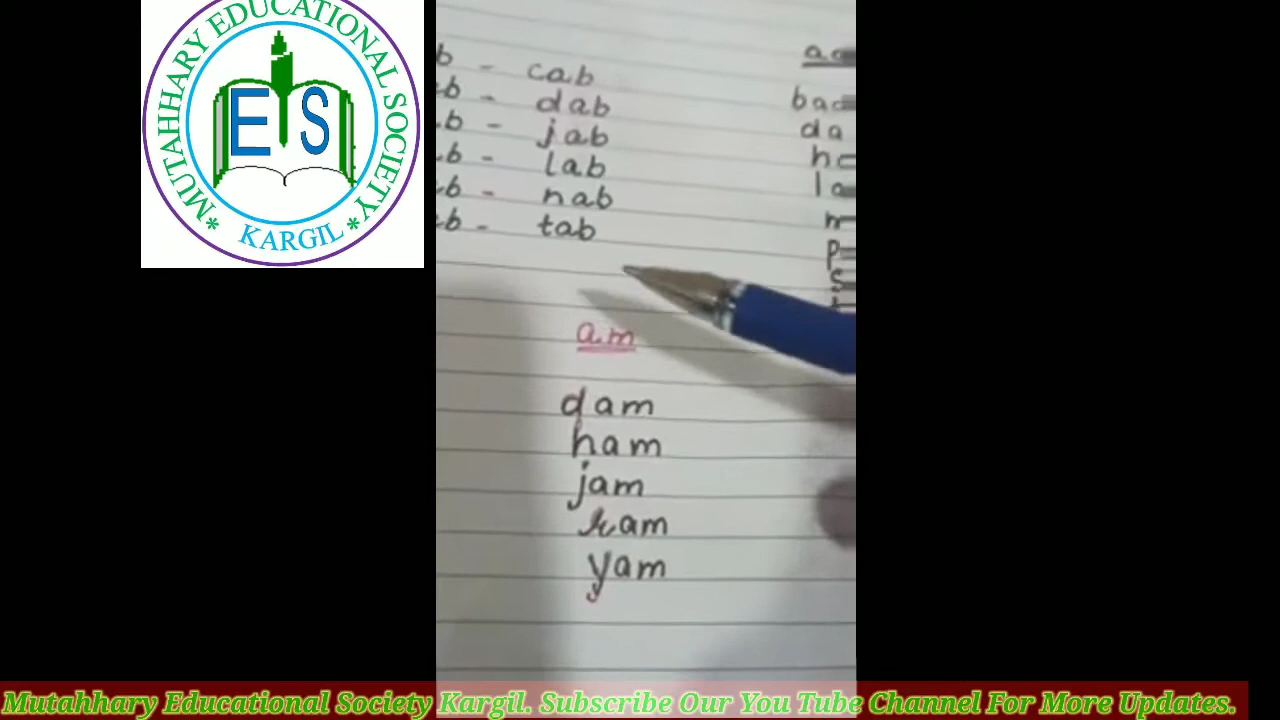 MUTAHHARY EDUCATIONAL SOCIETY
E S
* KARGIL *
b - cab
b - dab
b - jab
b - lab
b - nab
b - tab
am
dam
ham
jam
ram
yam
Mutahhary Educational Society Kargil. Subscribe Our You Tube Channel For More Updates.